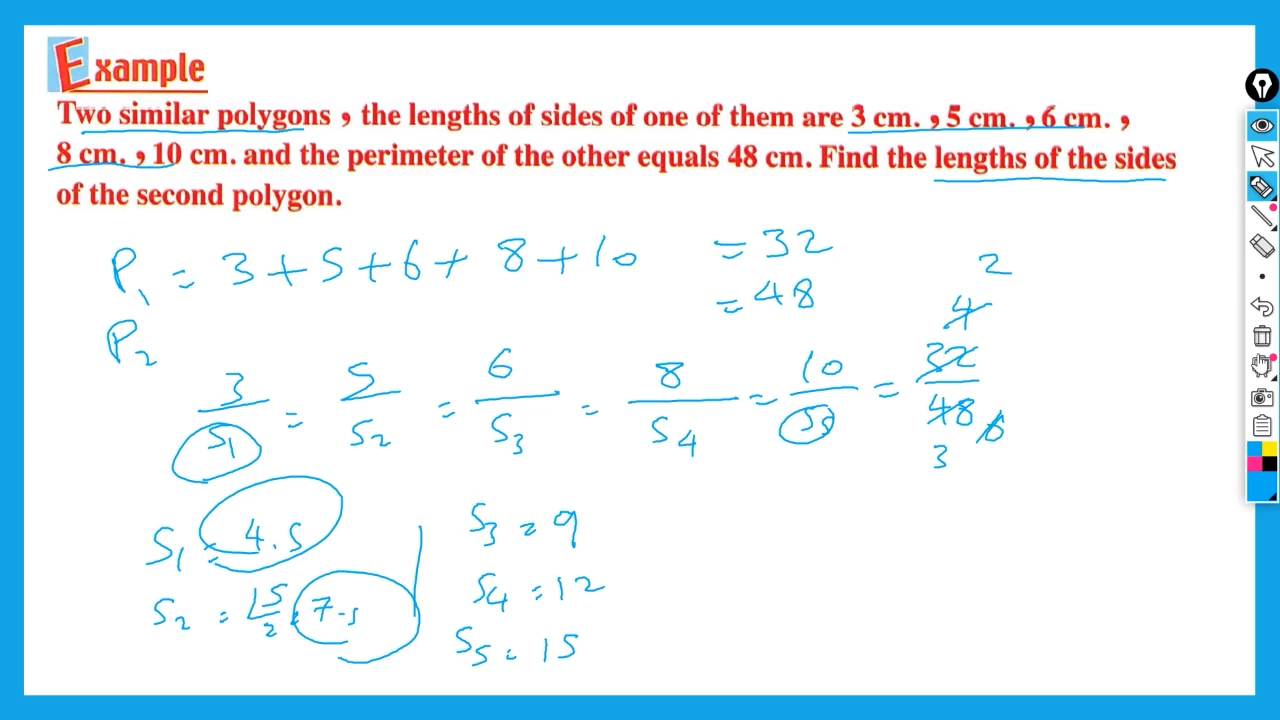 Example
Two similar polygons , the lengths of sides of one of them are 3 cm. , 5 cm. , 6 cm. ,
8 cm. , 10 cm. and the perimeter of the other equals 48 cm. Find the lengths of the sides
of the second polygon.
P₁ = 3 + 5 + 6 + 8 + 10 = 32
P₂ = 48
3/S₁ = 5/S₂ = 6/S₃ = 8/S₄ = 10/S₅ = 32/48
4 6
2
3
S₁ = 4.5
S₂ = 15/2 = 7.5
S₃ = 9
S₄ = 12
S₅ = 15